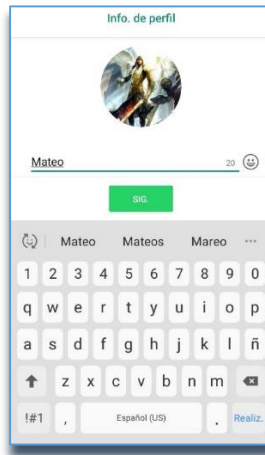 Info. de perfil
Mateo 20
SIG.
Mateo Mateos Mareo
1 2 3 4 5 6 7 8 9 0
q w e r t y u i o p
a s d f g h j k l ñ
z x c v b n m
!#1 , Español (US) . Realiz.